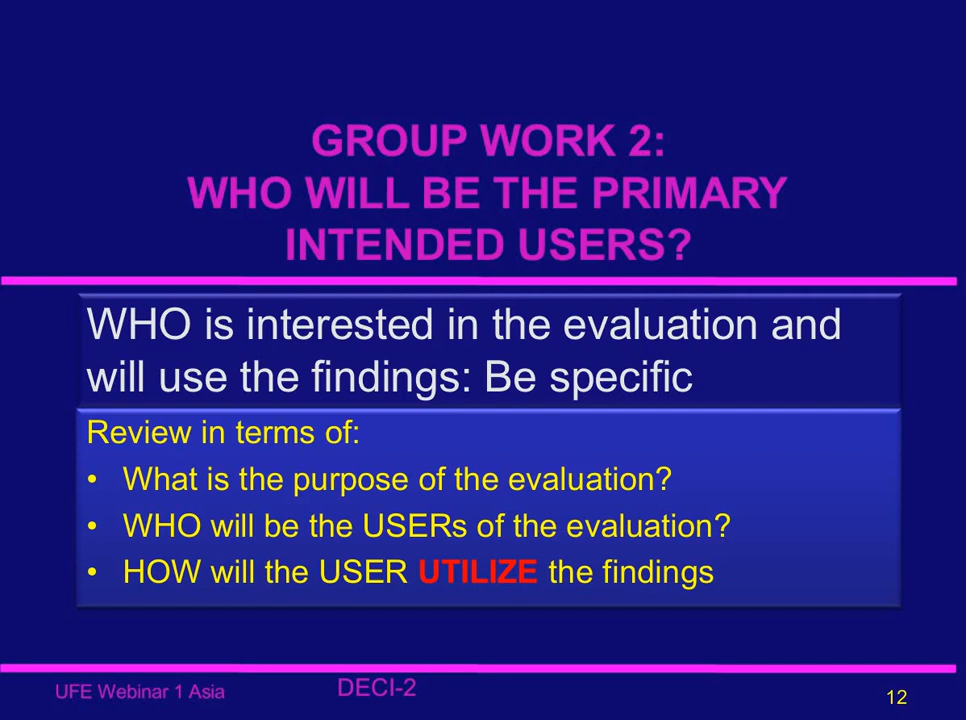 GROUP WORK 2:
WHO WILL BE THE PRIMARY
INTENDED USERS?
WHO is interested in the evaluation and
will use the findings: Be specific
Review in terms of:
• What is the purpose of the evaluation?
• WHO will be the USERs of the evaluation?
• HOW will the USER UTILIZE the findings
UFE Webinar 1 Asia
DECI-2
12